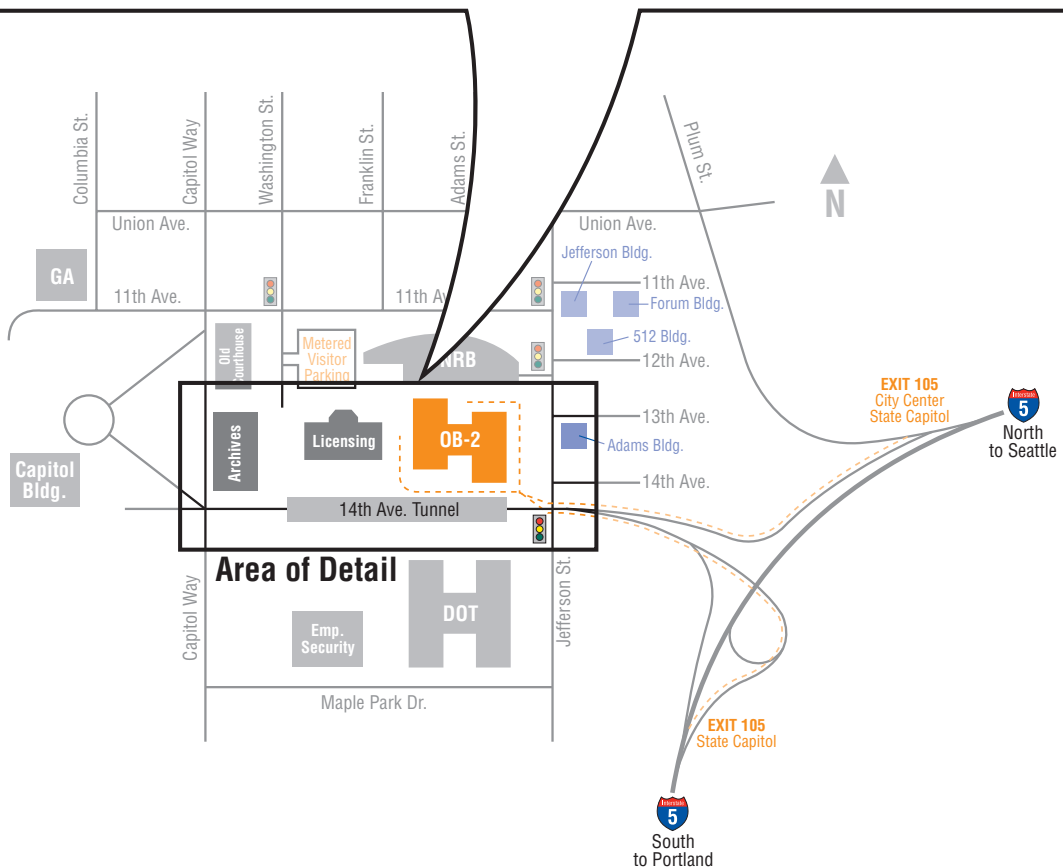 Columbia St.
Capitol Way
Washington St.
Franklin St.
Adams St.
Plum St.
N
Union Ave.
Union Ave.
Jefferson Bldg.
GA
11th Ave.
11th Av
11th Ave.
Forum Bldg.
Old
Courthouse
Metered
Visitor
Parking
NRB
512 Bldg.
12th Ave.
EXIT 105
City Center
State Capitol
Interstate
5
North
to Seattle
Archives
Licensing
OB-2
13th Ave.
Adams Bldg.
Capitol
Bldg.
14th Ave.
14th Ave. Tunnel
Area of Detail
Capitol Way
Emp.
Security
DOT
Jefferson St.
Maple Park Dr.
EXIT 105
State Capitol
Interstate
5
South
to Portland